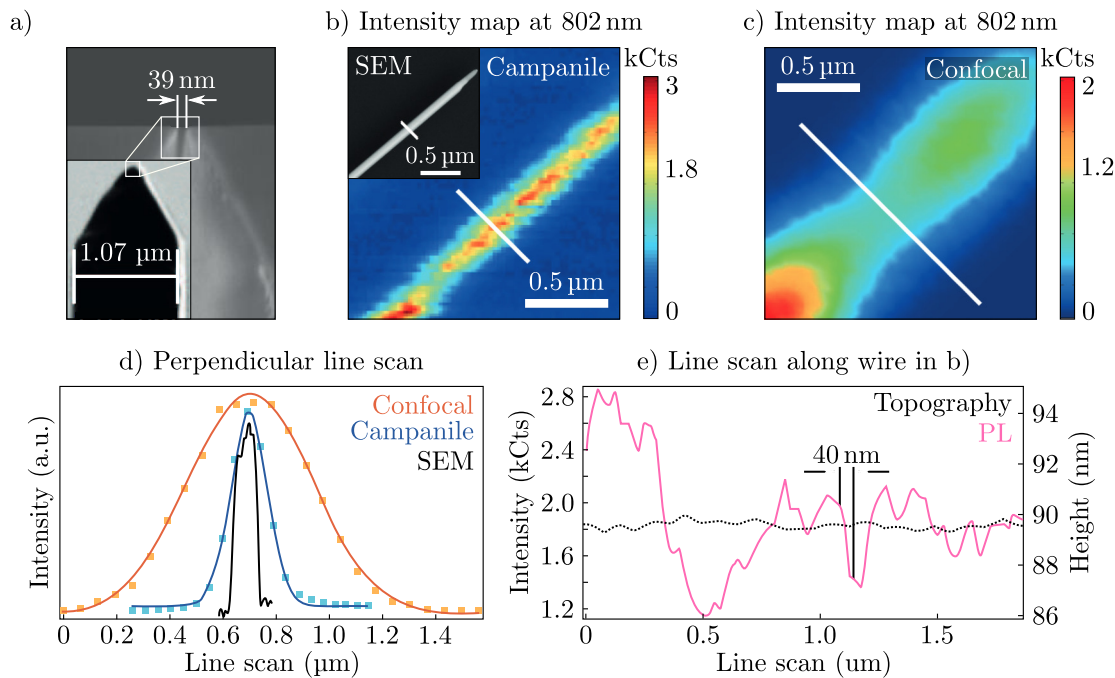 a)
39 nm
1.07 µm
b) Intensity map at 802 nm
SEM
0.5 µm
Campanile
0.5 µm
kCts
3
1.8
0
c) Intensity map at 802 nm
0.5 µm
Confocal
kCts
2
1.2
0
d) Perpendicular line scan
Intensity (a.u.)
Confocal
Campanile
SEM
0 0.2 0.4 0.6 0.8 1.0 1.2 1.4
Line scan (µm)
e) Line scan along wire in b)
Intensity (kCts)
2.8
2.4
2.0
1.6
1.2
Topography
PL
40 nm
94
92
91
90
89
88
86
Height (nm)
0 0.5 1.0 1.5
Line scan (um)